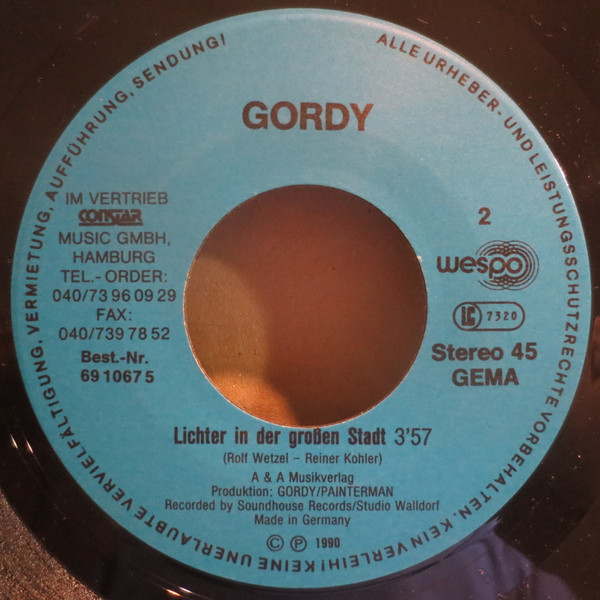 ALLE URHEBER- UND LEISTUNGSSCHUTZRECHTE VORBEHALTEN. KEIN VERLEIH! KEINE UNERLAUBTE VERVIELFÄLTIGUNG, VERMIETUNG, AUFFÜHRUNG, SENDUNG!
GORDY
IM VERTRIEB
CONSTAR
MUSIC GMBH,
HAMBURG
TEL.- ORDER:
040/73 96 09 29
FAX:
040/739 78 52
Best.-Nr.
69 1067 5
2
wespo
LC 7320
Stereo 45
GEMA
Lichter in der großen Stadt 3'57
(Rolf Wetzel – Reiner Kohler)
A & A Musikverlag
Produktion: GORDY/PAINTERMAN
Recorded by Soundhouse Records/Studio Walldorf
Made in Germany
© ℗ 1990